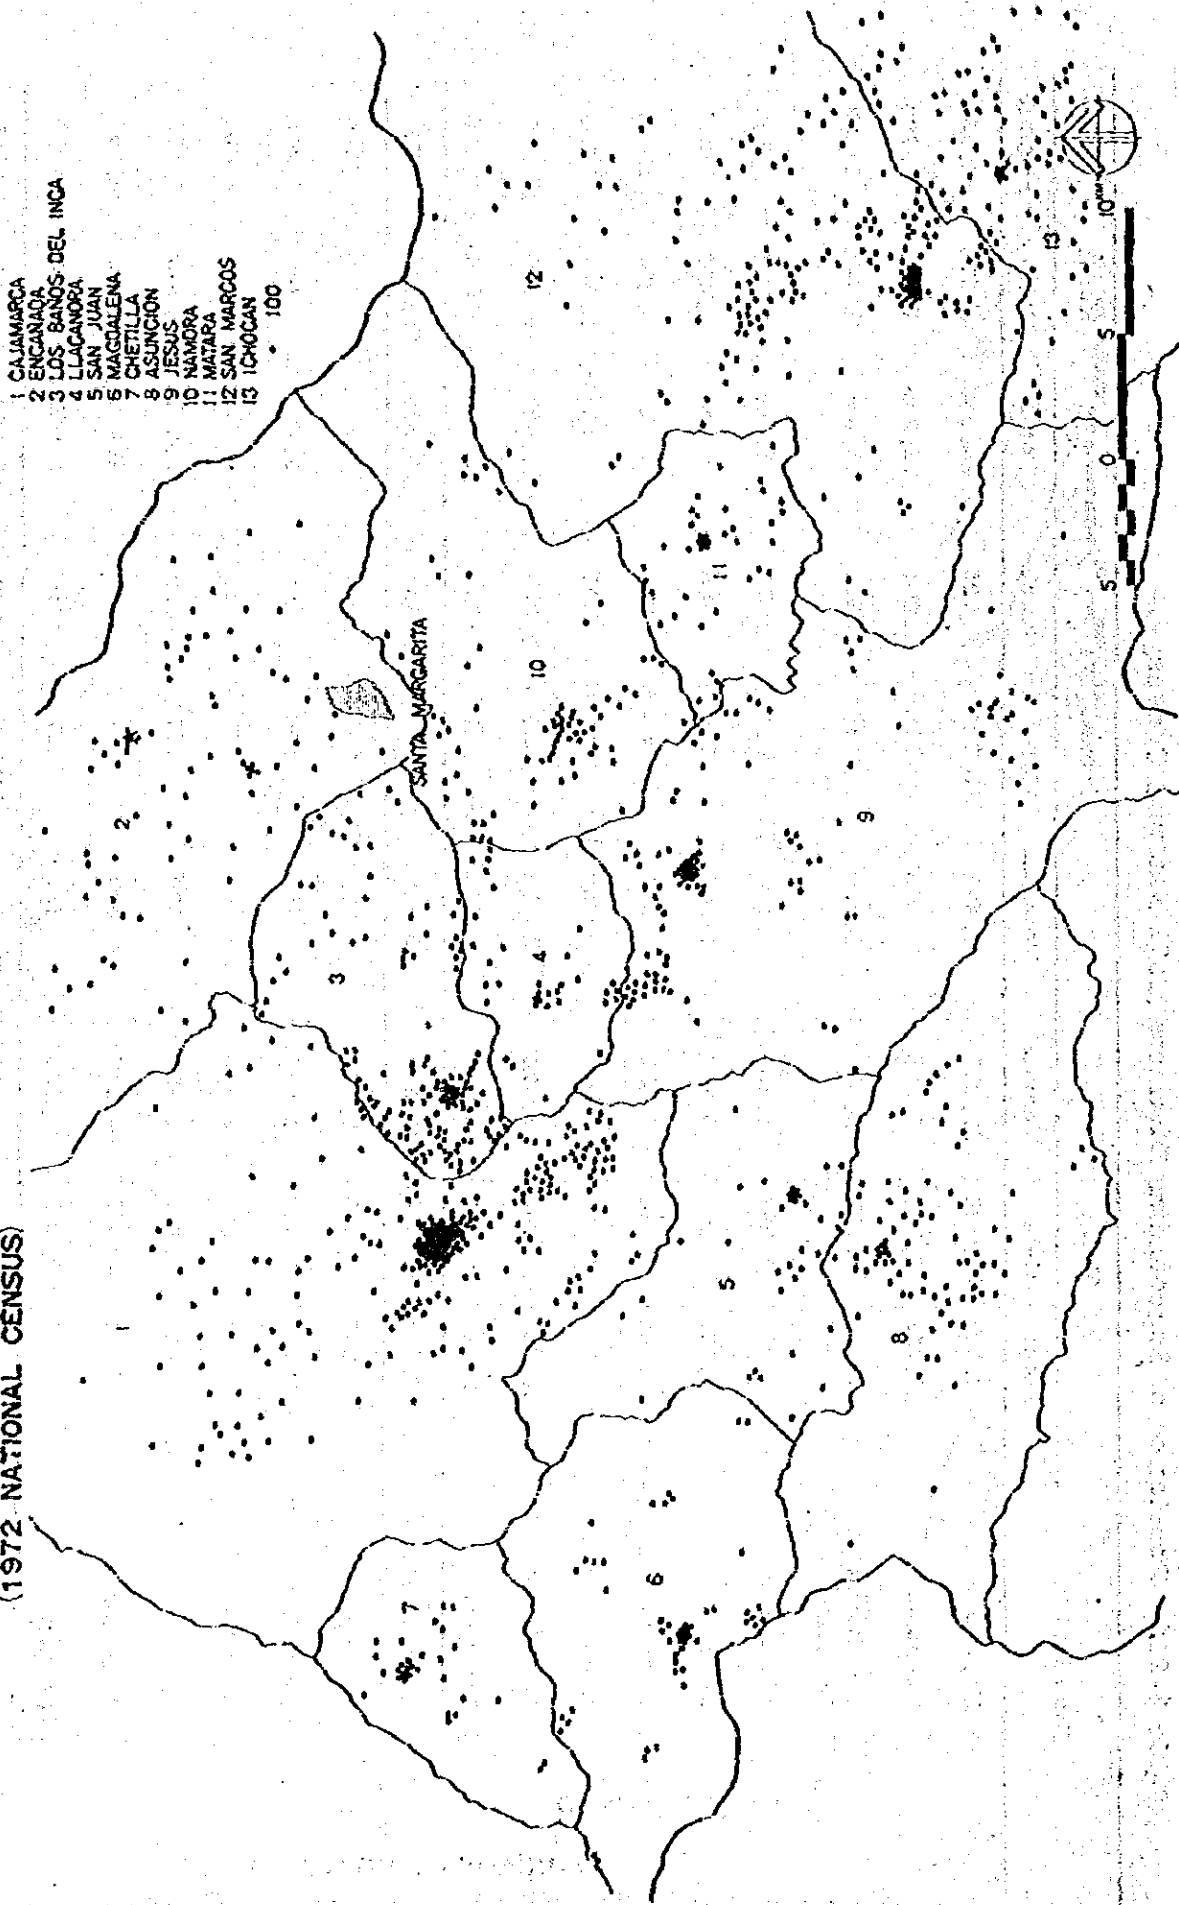 (1972 NATIONAL CENSUS)
1 CAJAMARCA
2 ENCAÑADA
3 LOS BAÑOS DEL INCA
4 LLACANORA
5 SAN JUAN
6 MAGDALENA
7 CHETILLA
8 ASUNCION
9 JESUS
10 NAMORA
11 MATARA
12 SAN MARCOS
13 ICHOCAN
• 100
2
3
SANTA MARGARITA
12
10
4
11
7
5
6
9
8
13
5 0 5 10KM